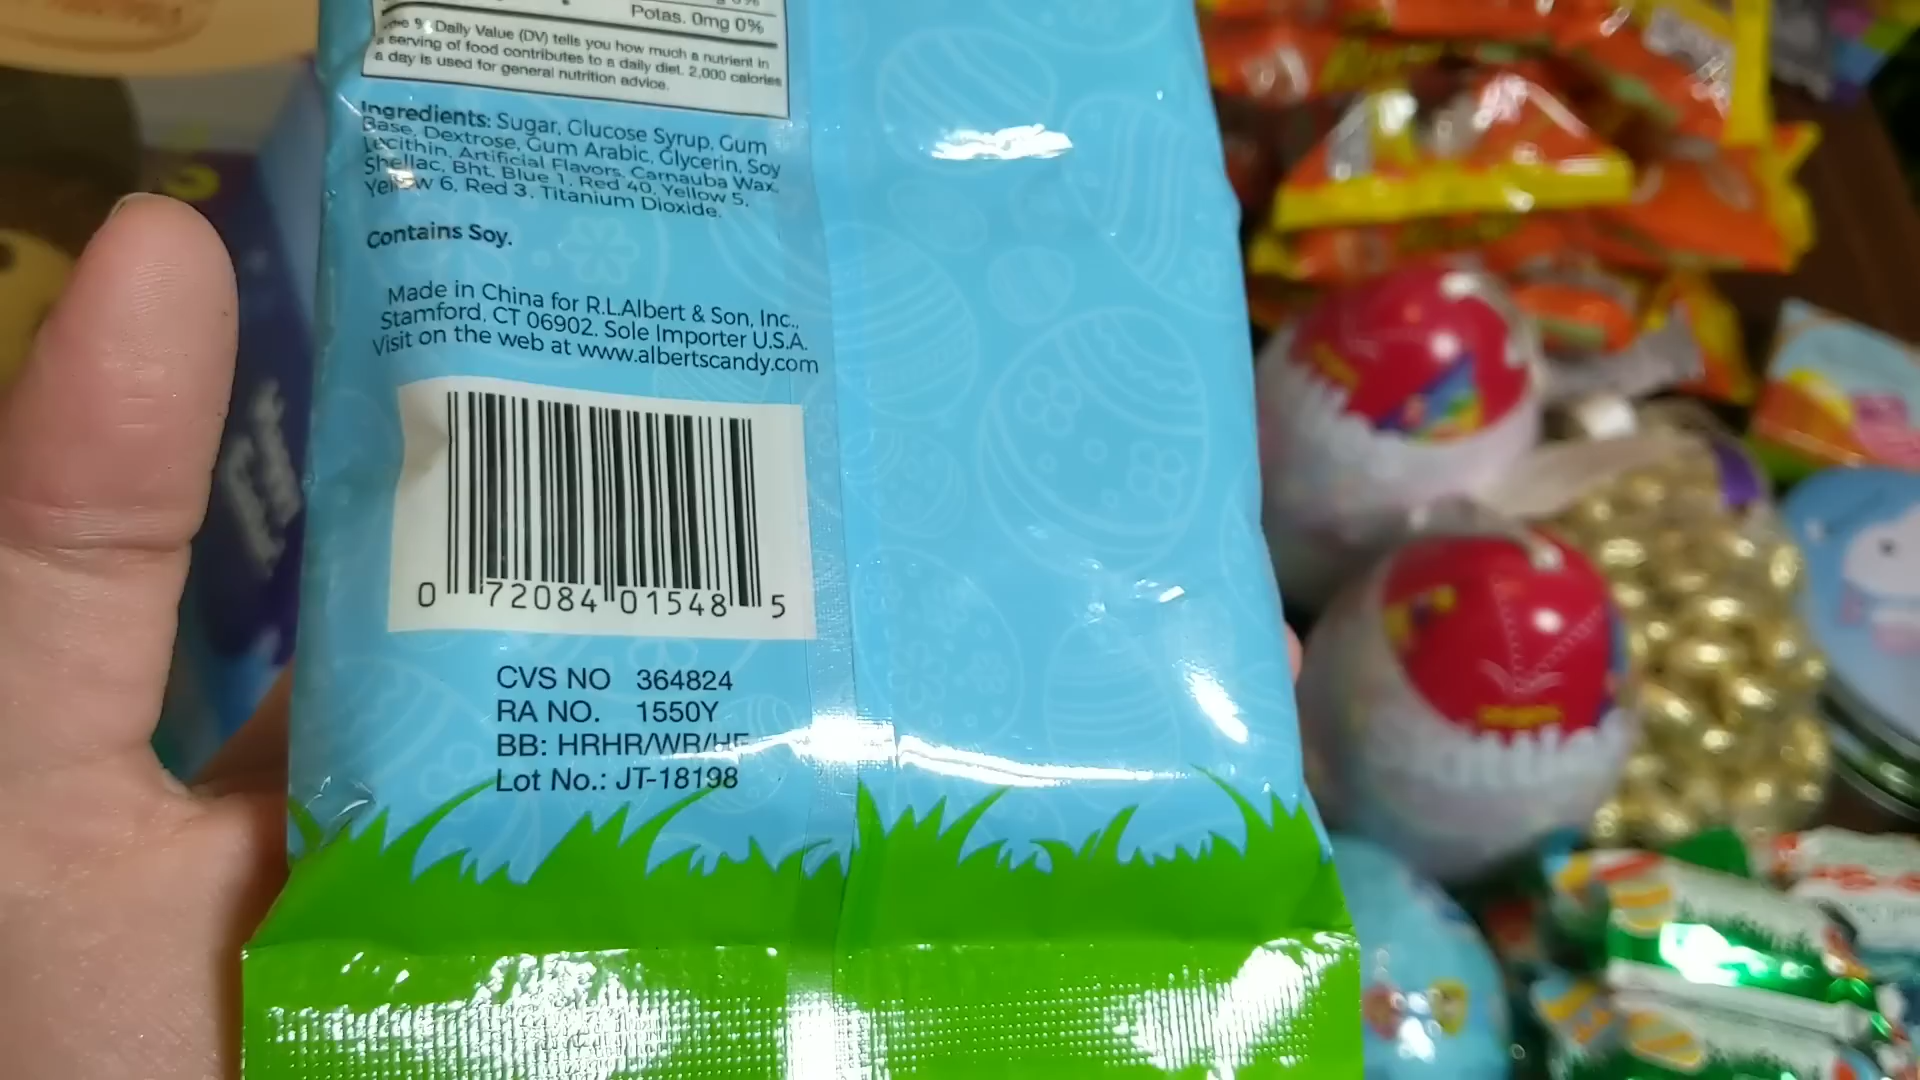 Potas. 0mg 0%
% Daily Value (DV) tells you how much a nutrient in
a serving of food contributes to a daily diet. 2,000 calories
a day is used for general nutrition advice.
Ingredients: Sugar, Glucose Syrup, Gum
Base, Dextrose, Gum Arabic, Glycerin, Soy
Lecithin, Artificial Flavors, Carnauba Wax,
Shellac, Bht, Blue 1, Red 40, Yellow 5,
Yellow 6, Red 3, Titanium Dioxide.
Contains Soy.
Made in China for R.L.Albert & Son, Inc.,
Stamford, CT 06902. Sole Importer U.S.A.
Visit on the web at www.albertscandy.com
0 72084 01548 5
CVS NO 364824
RA NO. 1550Y
BB: HRHR/WR/HF
Lot No.: JT-18198